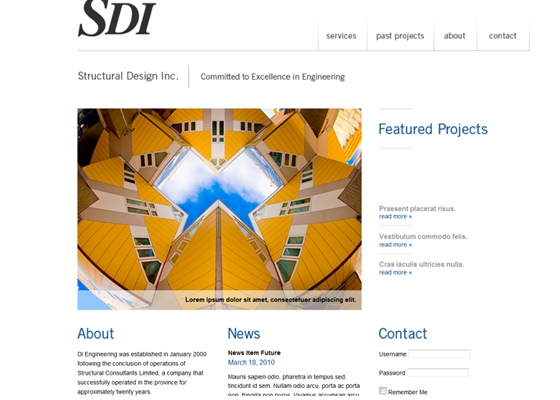 SDI
services past projects about contact
Structural Design Inc. Committed to Excellence in Engineering
Featured Projects
Praesent placerat risus.
read more »
Vestibulum commodo felis.
read more »
Cras iaculis ultricies nulla.
read more »
Lorem ipsum dolor sit amet, consectetuer adipiscing elit.
About
DI Engineering was established in January 2000
following the conclusion of operations of
Structural Consultants Limited, a company that
successfully operated in the province for
approximately twenty years.
News
News Item Future
March 18, 2010
Mauris sapien odio, pharetra in tempus sed,
tincidunt id sem. Nullam odio arcu, porta ac porta
non, fringilla non purus. Vivamus accumsan arcu
Contact
Username
Password
Remember Me